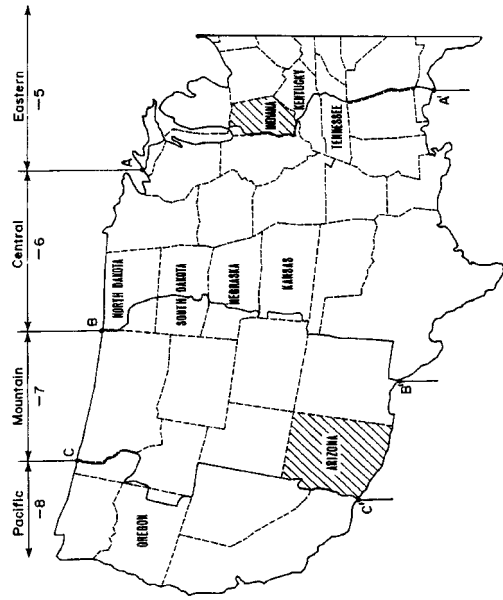 Pacific
-8
Mountain
-7
Central
-6
Eastern
-5
C
B
A
OREGON
NORTH DAKOTA
SOUTH DAKOTA
NEBRASKA
KANSAS
INDIANA
KENTUCKY
TENNESSEE
ARIZONA
C'
B'
A'